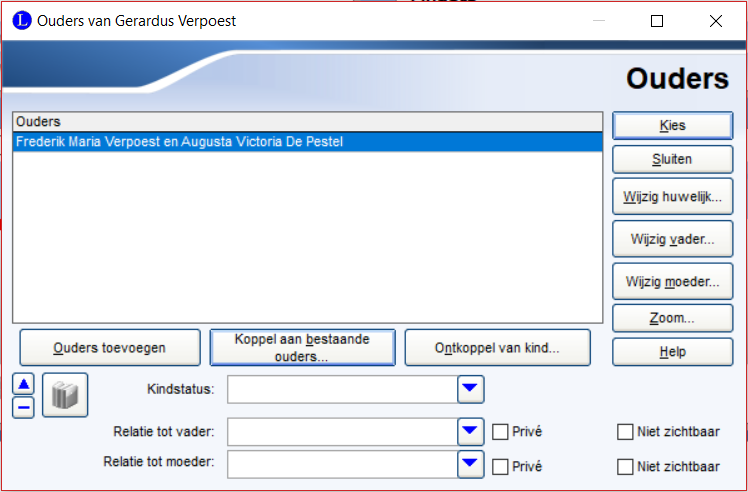 L Ouders van Gerardus Verpoest
Ouders
Ouders
Frederik Maria Verpoest en Augusta Victoria De Pestel
Kies
Sluiten
Wijzig huwelijk...
Wijzig vader...
Wijzig moeder...
Zoom...
Help
Ouders toevoegen
Koppel aan bestaande
ouders...
Ontkoppel van kind...
Kindstatus:
Relatie tot vader:
Privé
Niet zichtbaar
Relatie tot moeder:
Privé
Niet zichtbaar